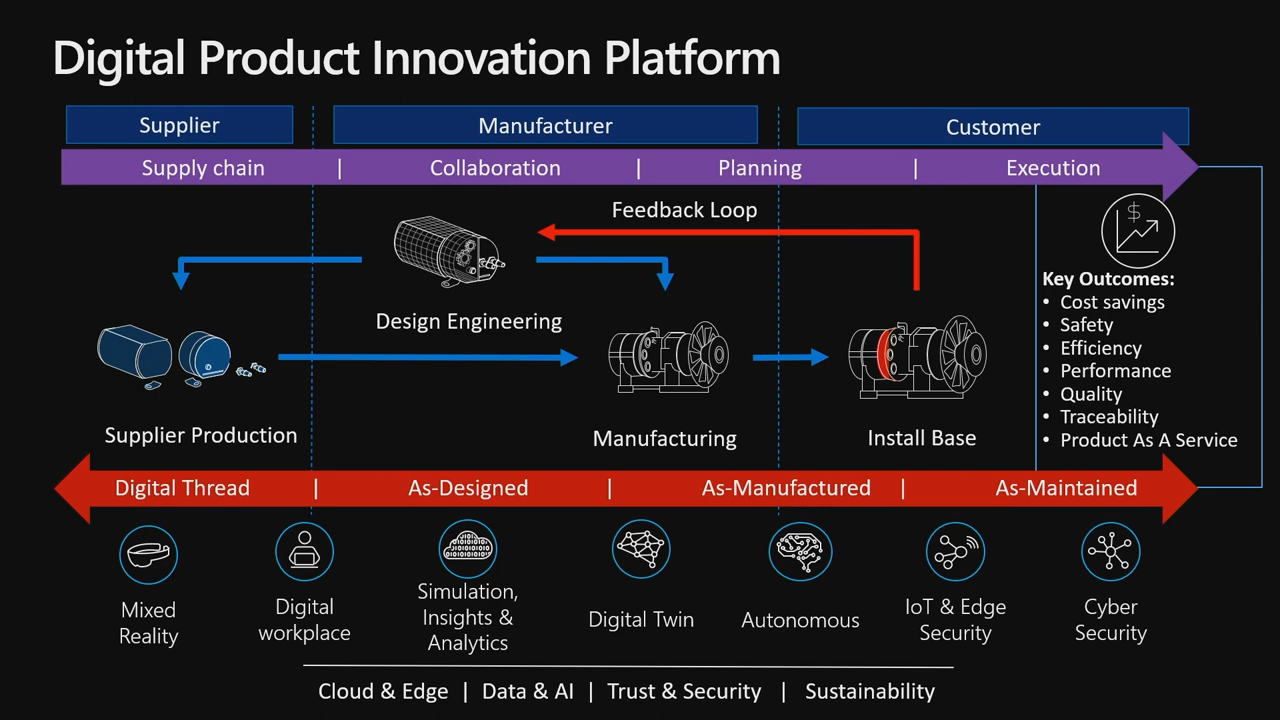 Digital Product Innovation Platform
Supplier
Manufacturer
Customer
Supply chain | Collaboration | Planning | Execution
Feedback Loop
$
Key Outcomes:
• Cost savings
• Safety
• Efficiency
• Performance
• Quality
• Traceability
• Product As A Service
Design Engineering
Supplier Production
Manufacturing
Install Base
Digital Thread | As-Designed | As-Manufactured | As-Maintained
Mixed
Reality
Digital
workplace
Simulation,
Insights &
Analytics
Digital Twin
Autonomous
IoT & Edge
Security
Cyber
Security
Cloud & Edge | Data & AI | Trust & Security | Sustainability